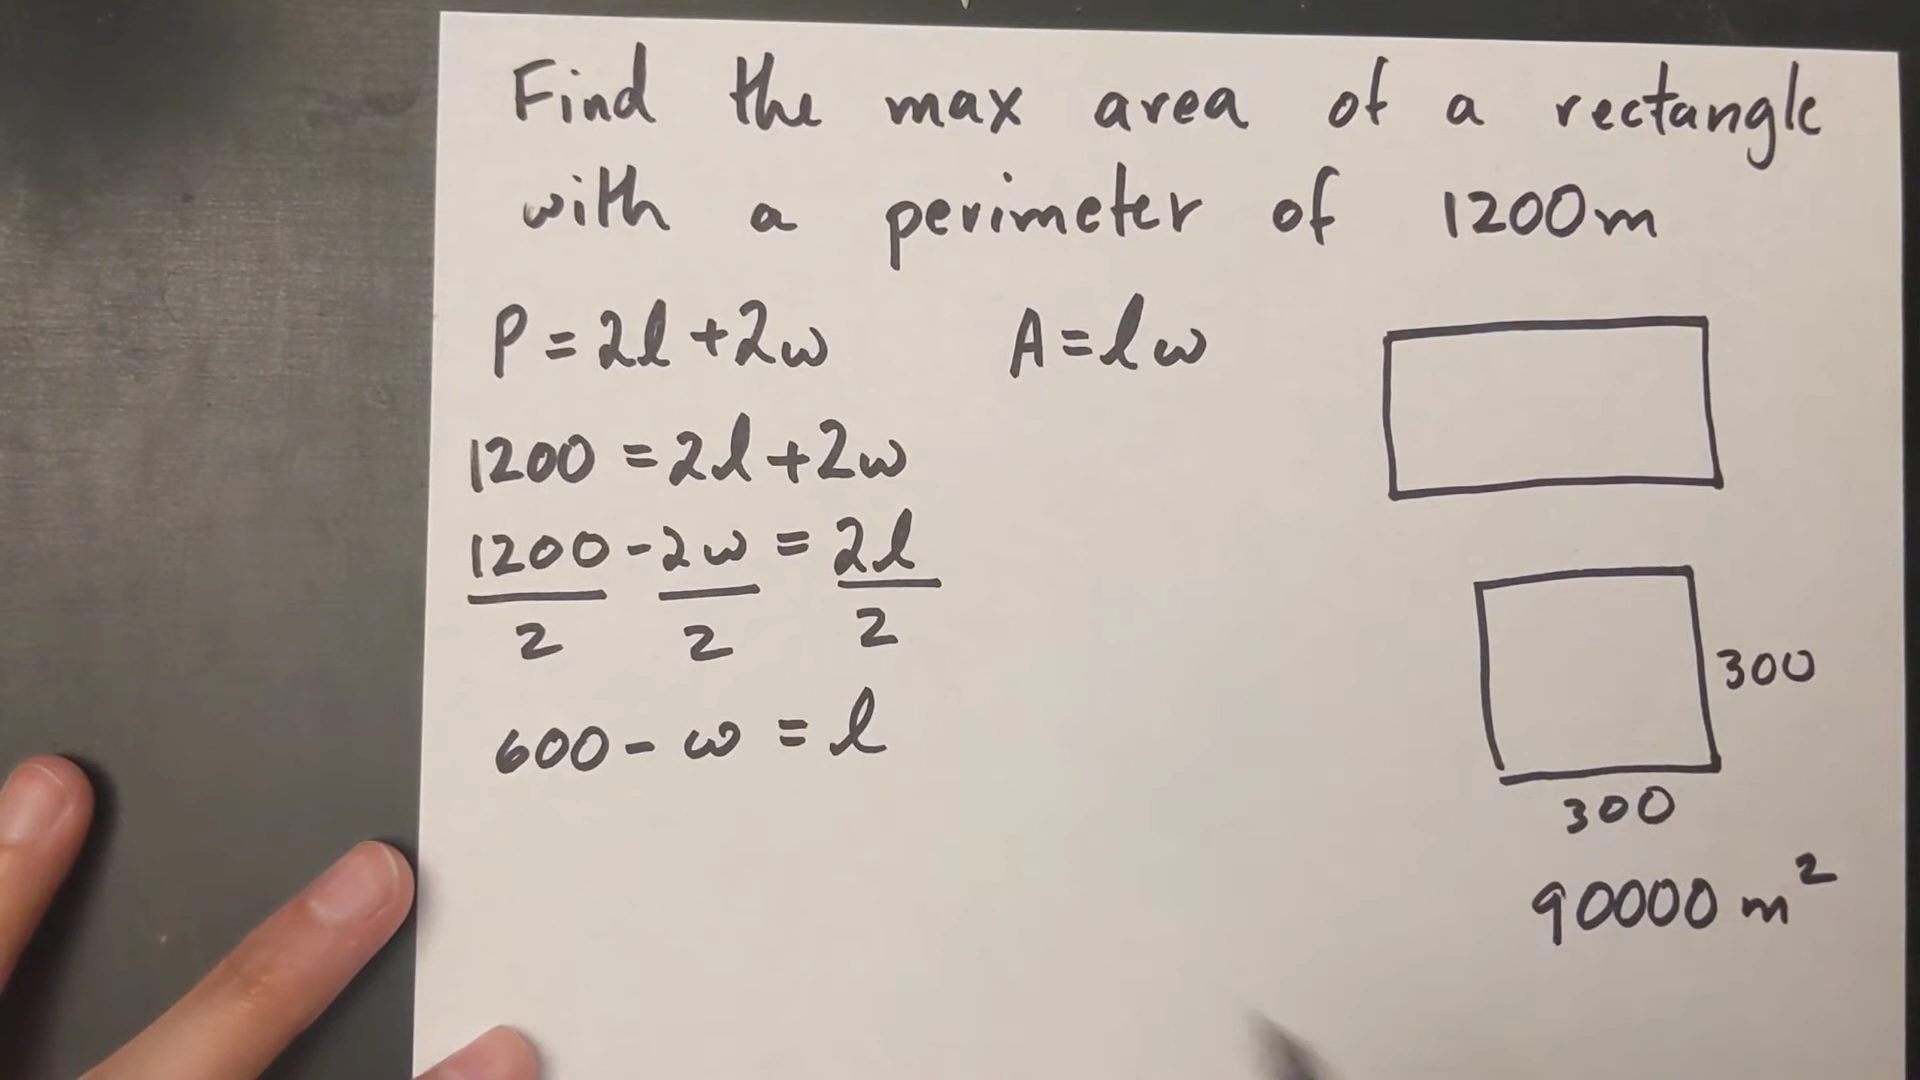 Find the max area of a rectangle
with a perimeter of 1200m
P = 2l + 2w
A = lw
1200 = 2l + 2w
1200 - 2w = 2l
2 2 2
600 - w = l
300
300
90000 m²